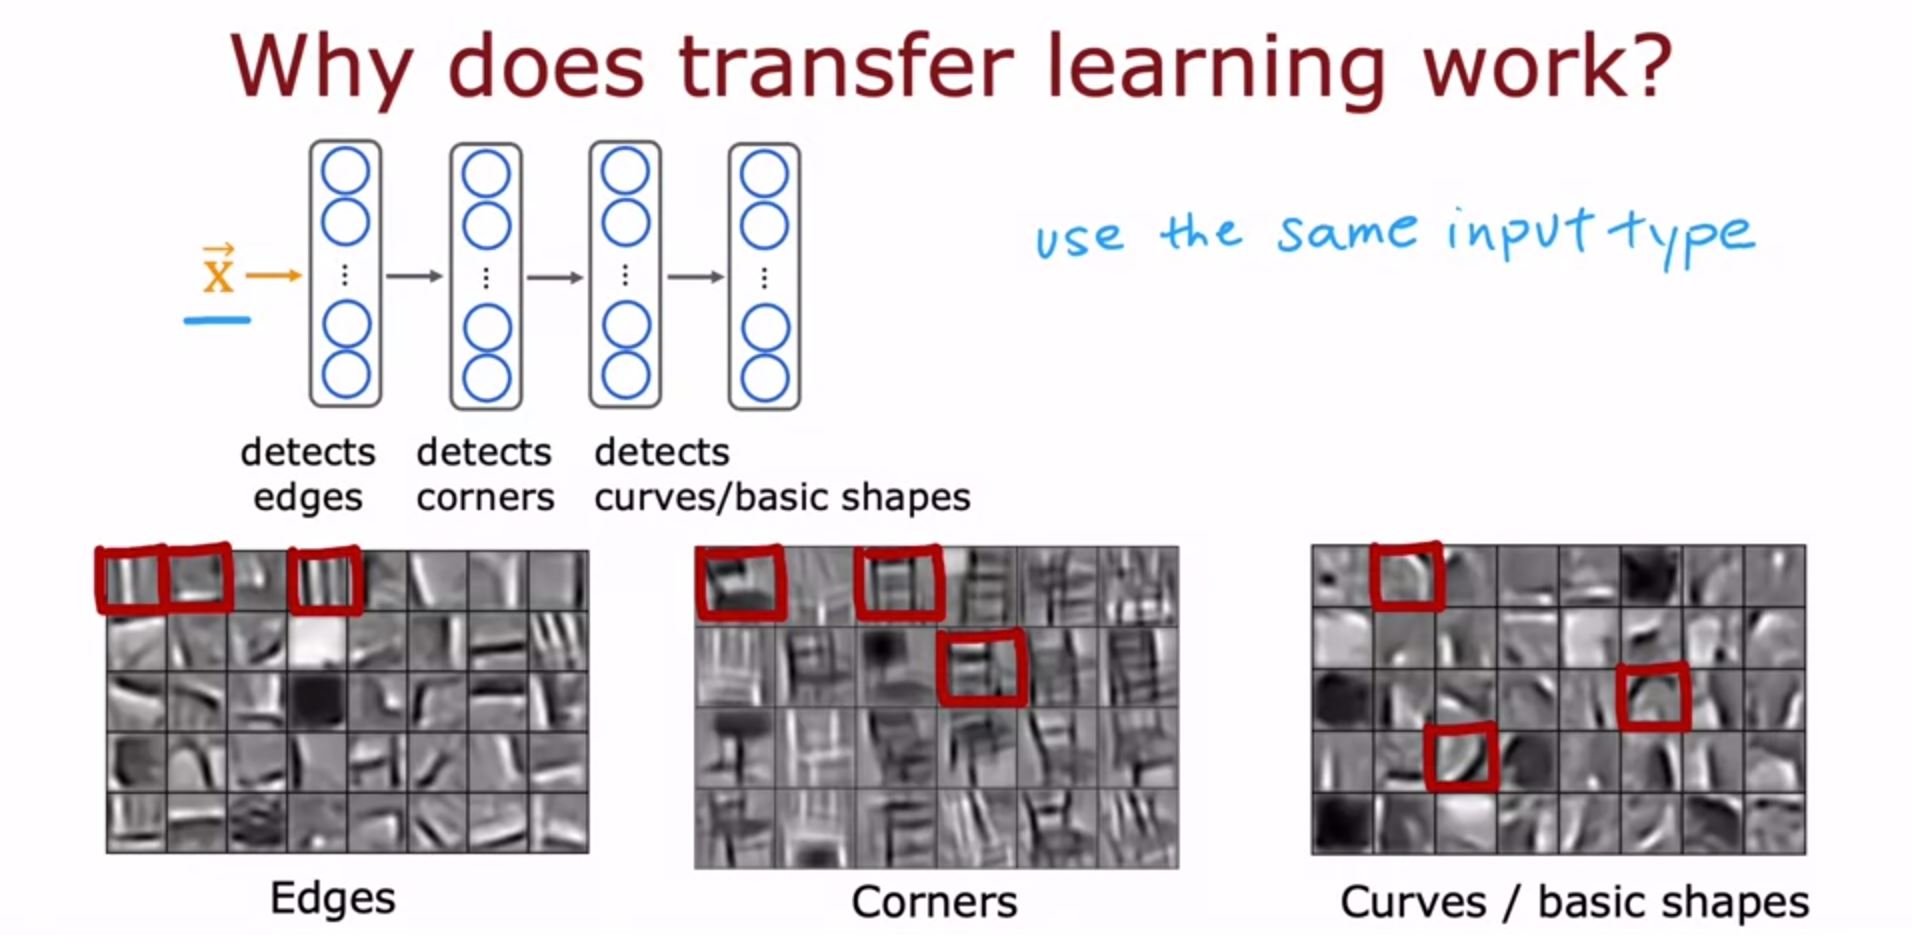 Why does transfer learning work?
use the same input type
x
detects
edges
detects
corners
detects
curves/basic shapes
Edges
Corners
Curves / basic shapes